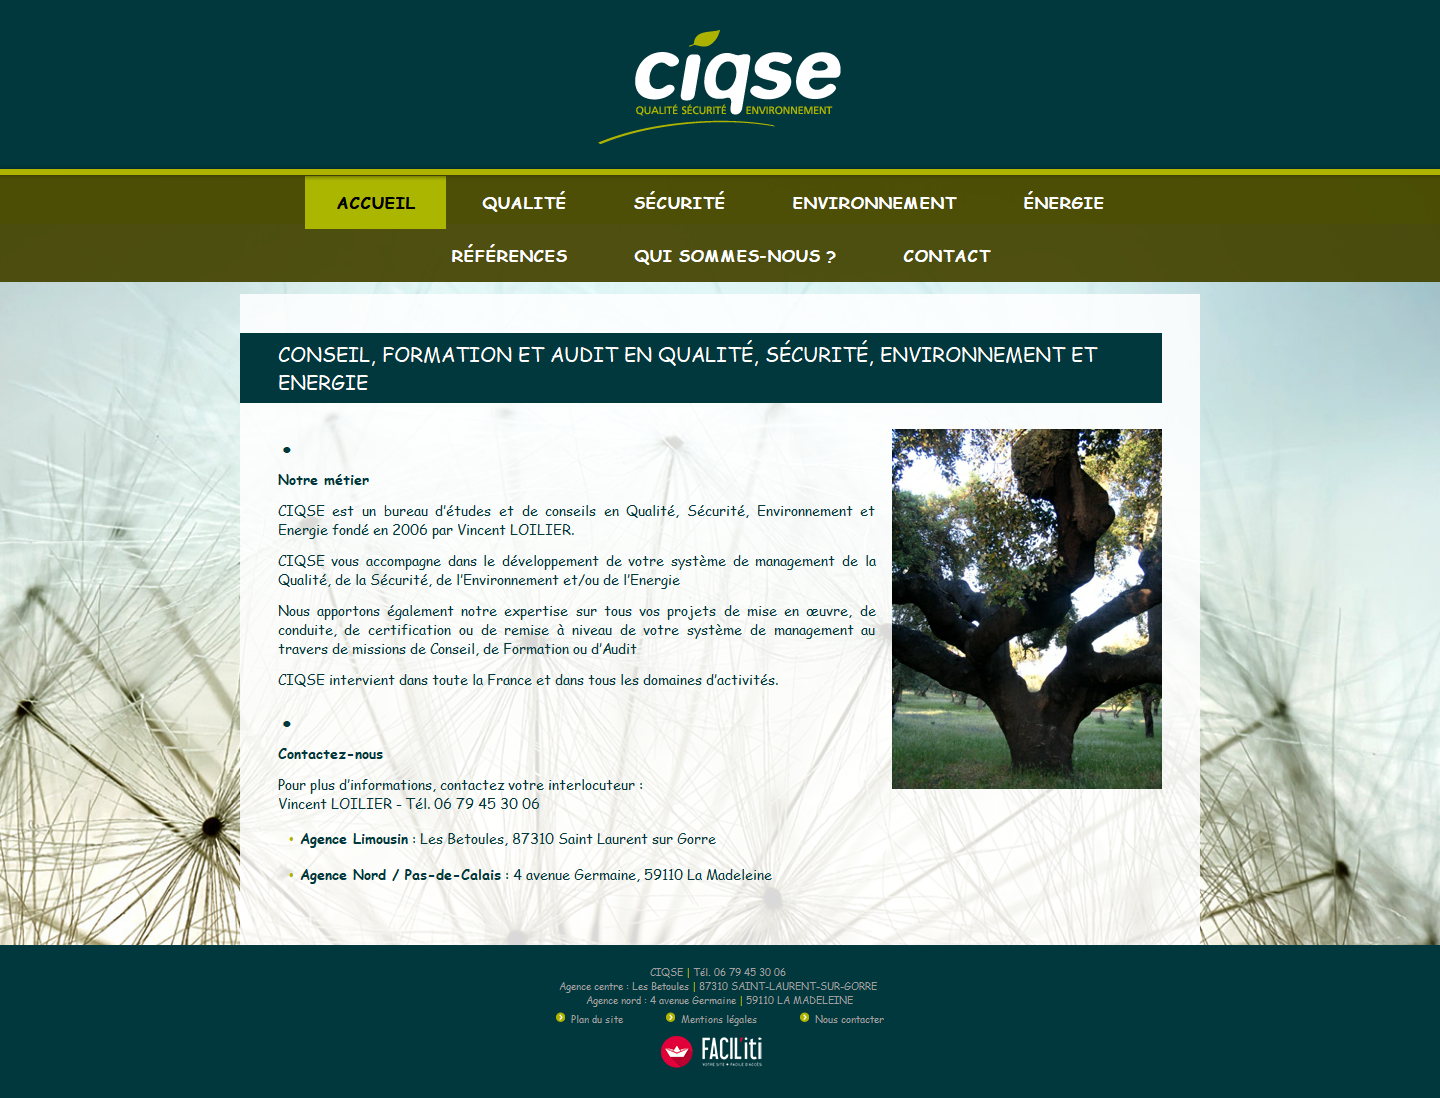 ciqse
QUALITÉ SÉCURITÉ ENVIRONNEMENT
ACCUEIL QUALITÉ SÉCURITÉ ENVIRONNEMENT ÉNERGIE
RÉFÉRENCES QUI SOMMES-NOUS ? CONTACT
CONSEIL, FORMATION ET AUDIT EN QUALITÉ, SÉCURITÉ, ENVIRONNEMENT ET
ENERGIE
•
Notre métier
CIQSE est un bureau d'études et de conseils en Qualité, Sécurité, Environnement et
Energie fondé en 2006 par Vincent LOILIER.
CIQSE vous accompagne dans le développement de votre système de management de la
Qualité, de la Sécurité, de l'Environnement et/ou de l'Energie
Nous apportons également notre expertise sur tous vos projets de mise en œuvre, de
conduite, de certification ou de remise à niveau de votre système de management au
travers de missions de Conseil, de Formation ou d'Audit
CIQSE intervient dans toute la France et dans tous les domaines d'activités.
•
Contactez-nous
Pour plus d'informations, contactez votre interlocuteur :
Vincent LOILIER - Tél. 06 79 45 30 06
• Agence Limousin : Les Betoules, 87310 Saint Laurent sur Gorre
• Agence Nord / Pas-de-Calais : 4 avenue Germaine, 59110 La Madeleine
CIQSE | Tél. 06 79 45 30 06
Agence centre : Les Betoules | 87310 SAINT-LAURENT-SUR-GORRE
Agence nord : 4 avenue Germaine | 59110 LA MADELEINE
Plan du site Mentions légales Nous contacter
FACIL'iti
VOTRE SITE • FACILE D'ACCÈS